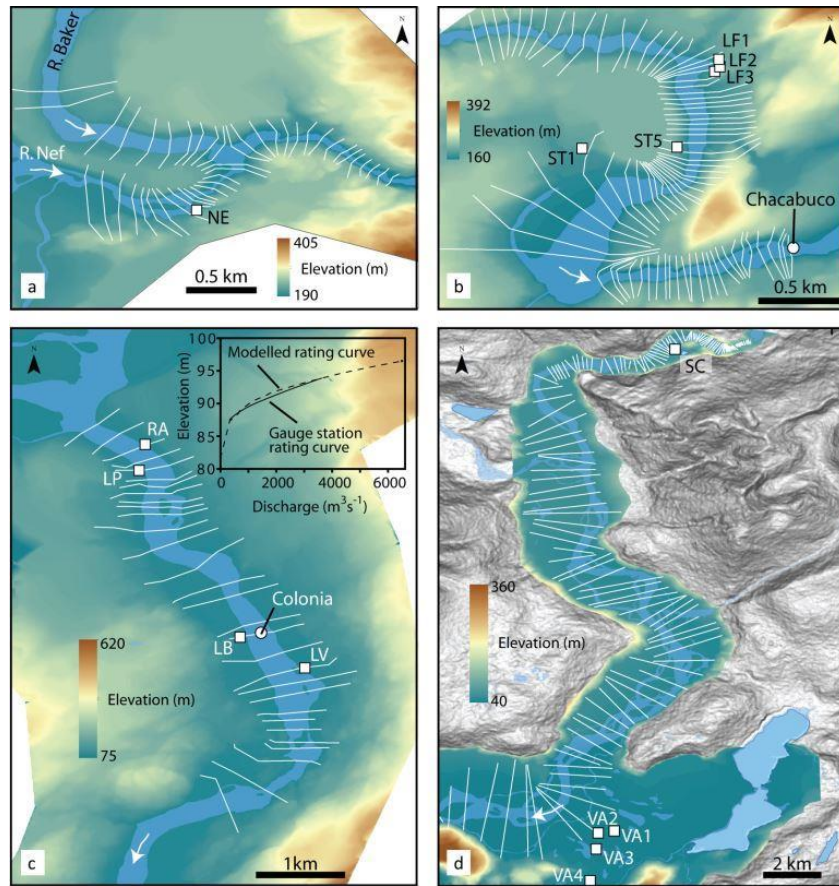 N
R. Baker
R. Nef
NE
405
Elevation (m)
190
0.5 km
a
N
LF1
LF2
LF3
392
Elevation (m)
160
ST1
ST5
Chacabuco
0.5 km
b
N
100
95
90
85
80
Elevation (m)
Modelled rating curve
Gauge station
rating curve
0
2000
4000
6000
Discharge (m³s⁻¹)
RA
LP
Colonia
LB
LV
620
Elevation (m)
75
1km
c
N
SC
360
Elevation (m)
40
VA2
VA1
VA3
VA4
2 km
d